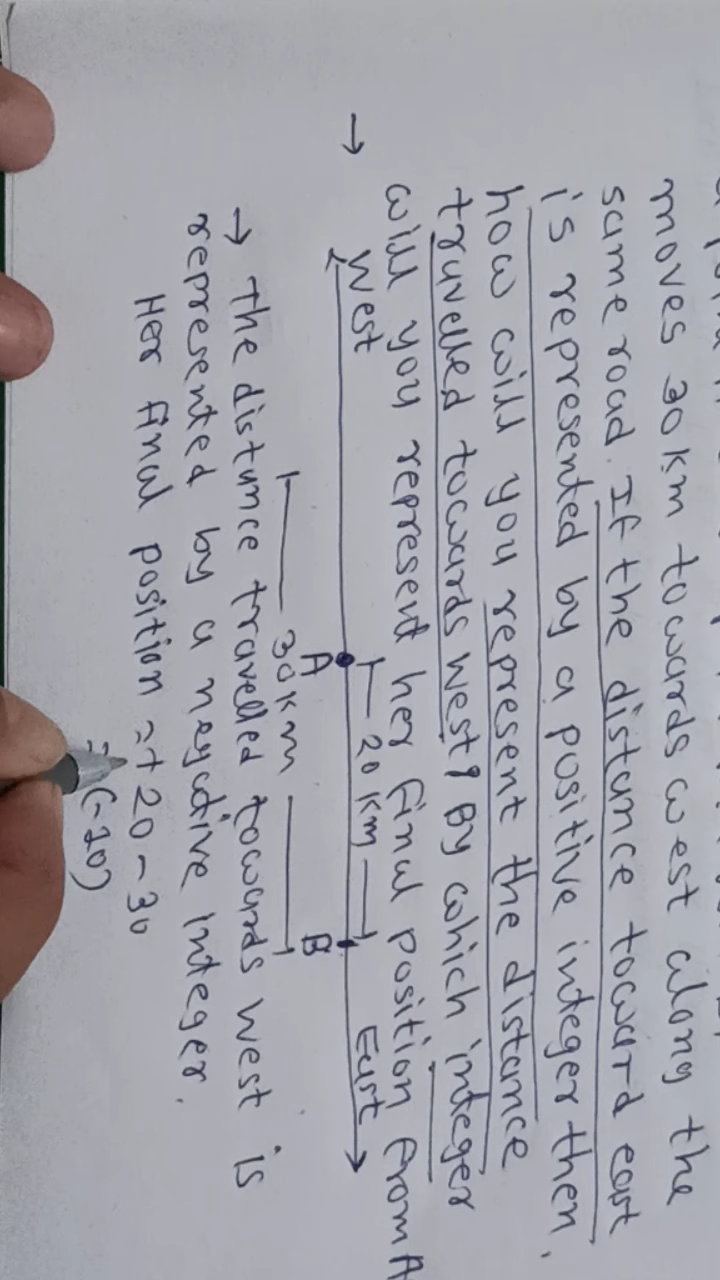 moves 30 km towards west along the
same road. If the distance toward east
is represented by a positive integer then,
how will you represent the distance
travelled towards west? By which integer
will you represent her final position from A
→
West East
20 km
A B
30 km
→ The distance travelled towards west is
represented by a negative integer.
Her final position = + 20 - 30
= (-10)